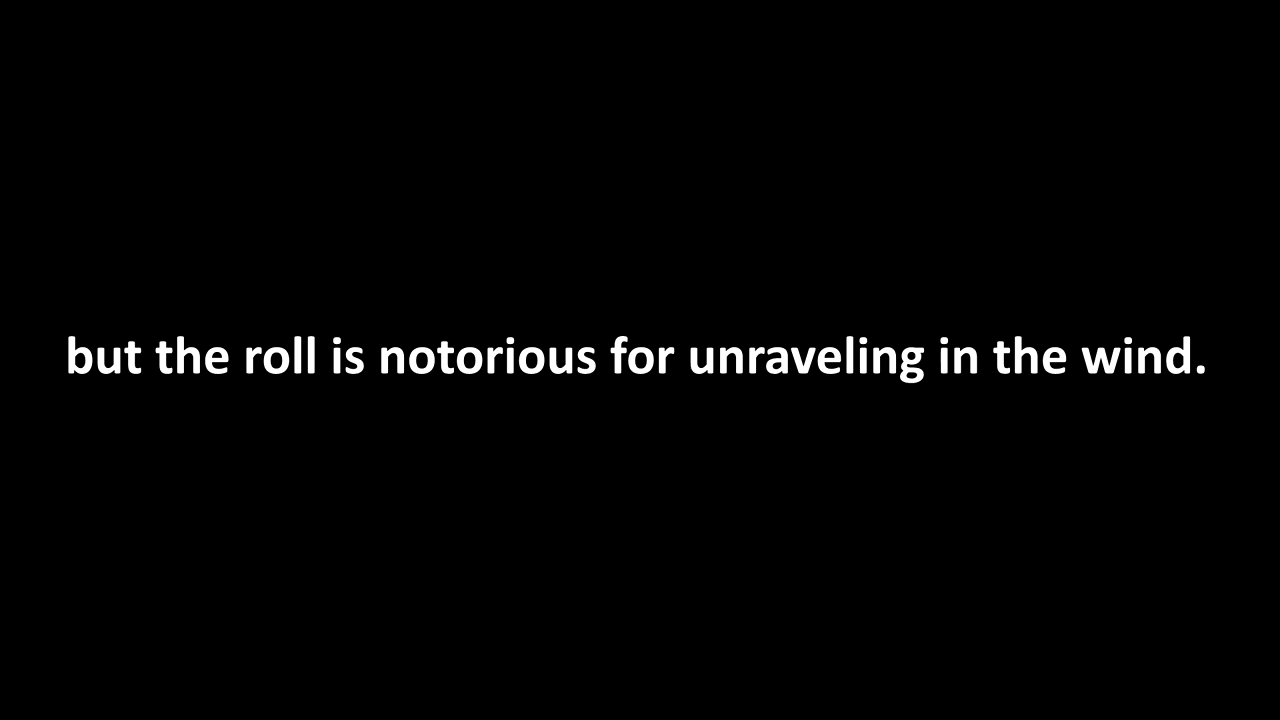 but the roll is notorious for unraveling in the wind.